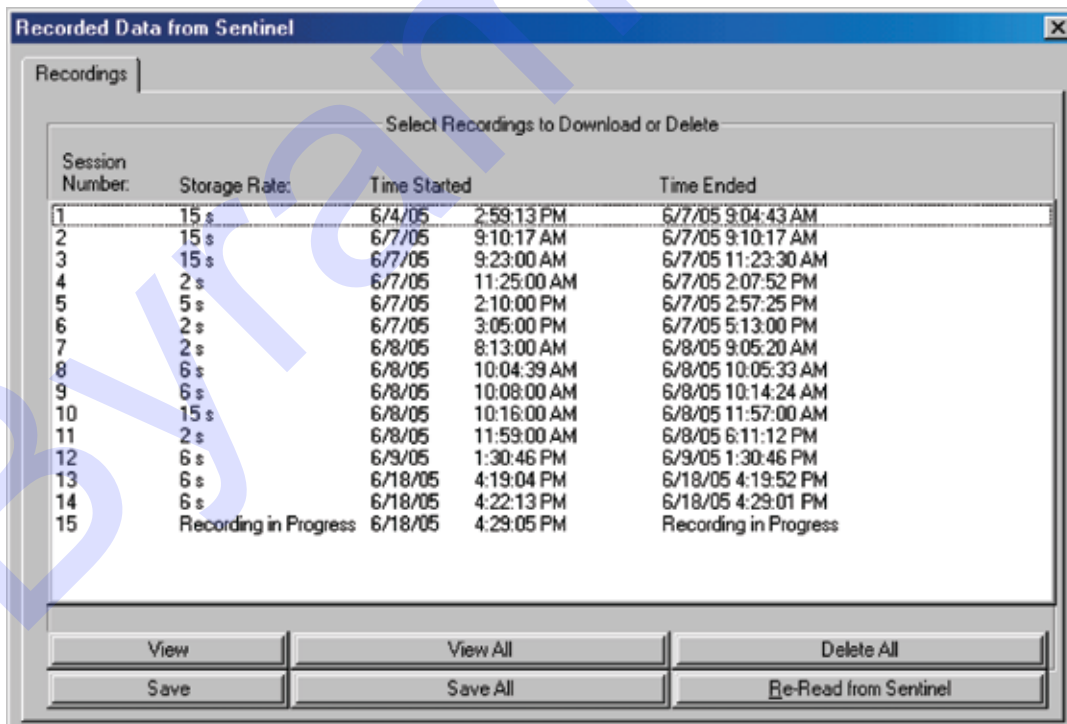 Recorded Data from Sentinel
Recordings
Select Recordings to Download or Delete
Session
Number: Storage Rate: Time Started Time Ended
1 15 s 6/4/05 2:59:13 PM 6/7/05 9:04:43 AM
2 15 s 6/7/05 9:10:17 AM 6/7/05 9:10:17 AM
3 15 s 6/7/05 9:23:00 AM 6/7/05 11:23:30 AM
4 2 s 6/7/05 11:25:00 AM 6/7/05 2:07:52 PM
5 5 s 6/7/05 2:10:00 PM 6/7/05 2:57:25 PM
6 2 s 6/7/05 3:05:00 PM 6/7/05 5:13:00 PM
7 2 s 6/8/05 8:13:00 AM 6/8/05 9:05:20 AM
8 6 s 6/8/05 10:04:39 AM 6/8/05 10:05:33 AM
9 6 s 6/8/05 10:08:00 AM 6/8/05 10:14:24 AM
10 15 s 6/8/05 10:16:00 AM 6/8/05 11:57:00 AM
11 2 s 6/8/05 11:59:00 AM 6/8/05 6:11:12 PM
12 6 s 6/9/05 1:30:46 PM 6/9/05 1:30:46 PM
13 6 s 6/18/05 4:19:04 PM 6/18/05 4:19:52 PM
14 6 s 6/18/05 4:22:13 PM 6/18/05 4:29:01 PM
15 Recording in Progress 6/18/05 4:29:05 PM Recording in Progress
View View All Delete All
Save Save All Re-Read from Sentinel
Byram